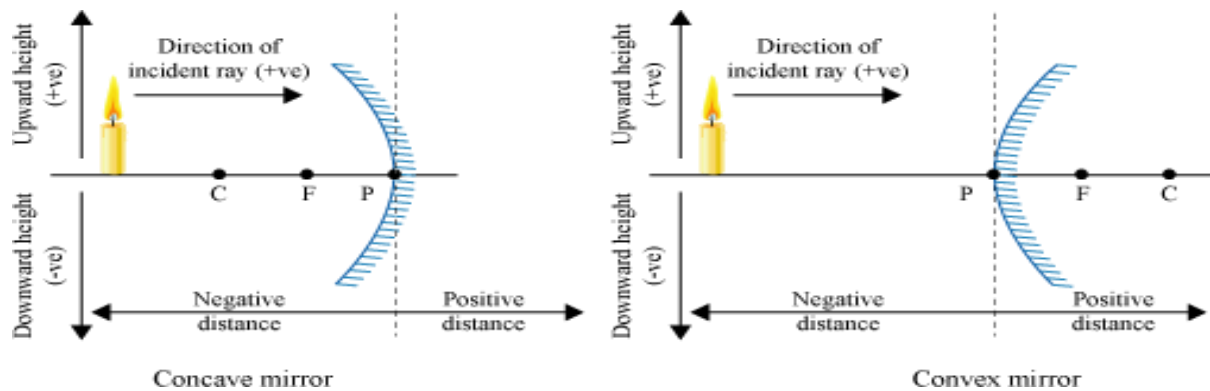 Upward height
(+ve)
Direction of
incident ray (+ve)
C
F
P
Downward height
(-ve)
Negative
distance
Positive
distance
Concave mirror
Upward height
(+ve)
Direction of
incident ray (+ve)
P
F
C
Downward height
(-ve)
Negative
distance
Positive
distance
Convex mirror